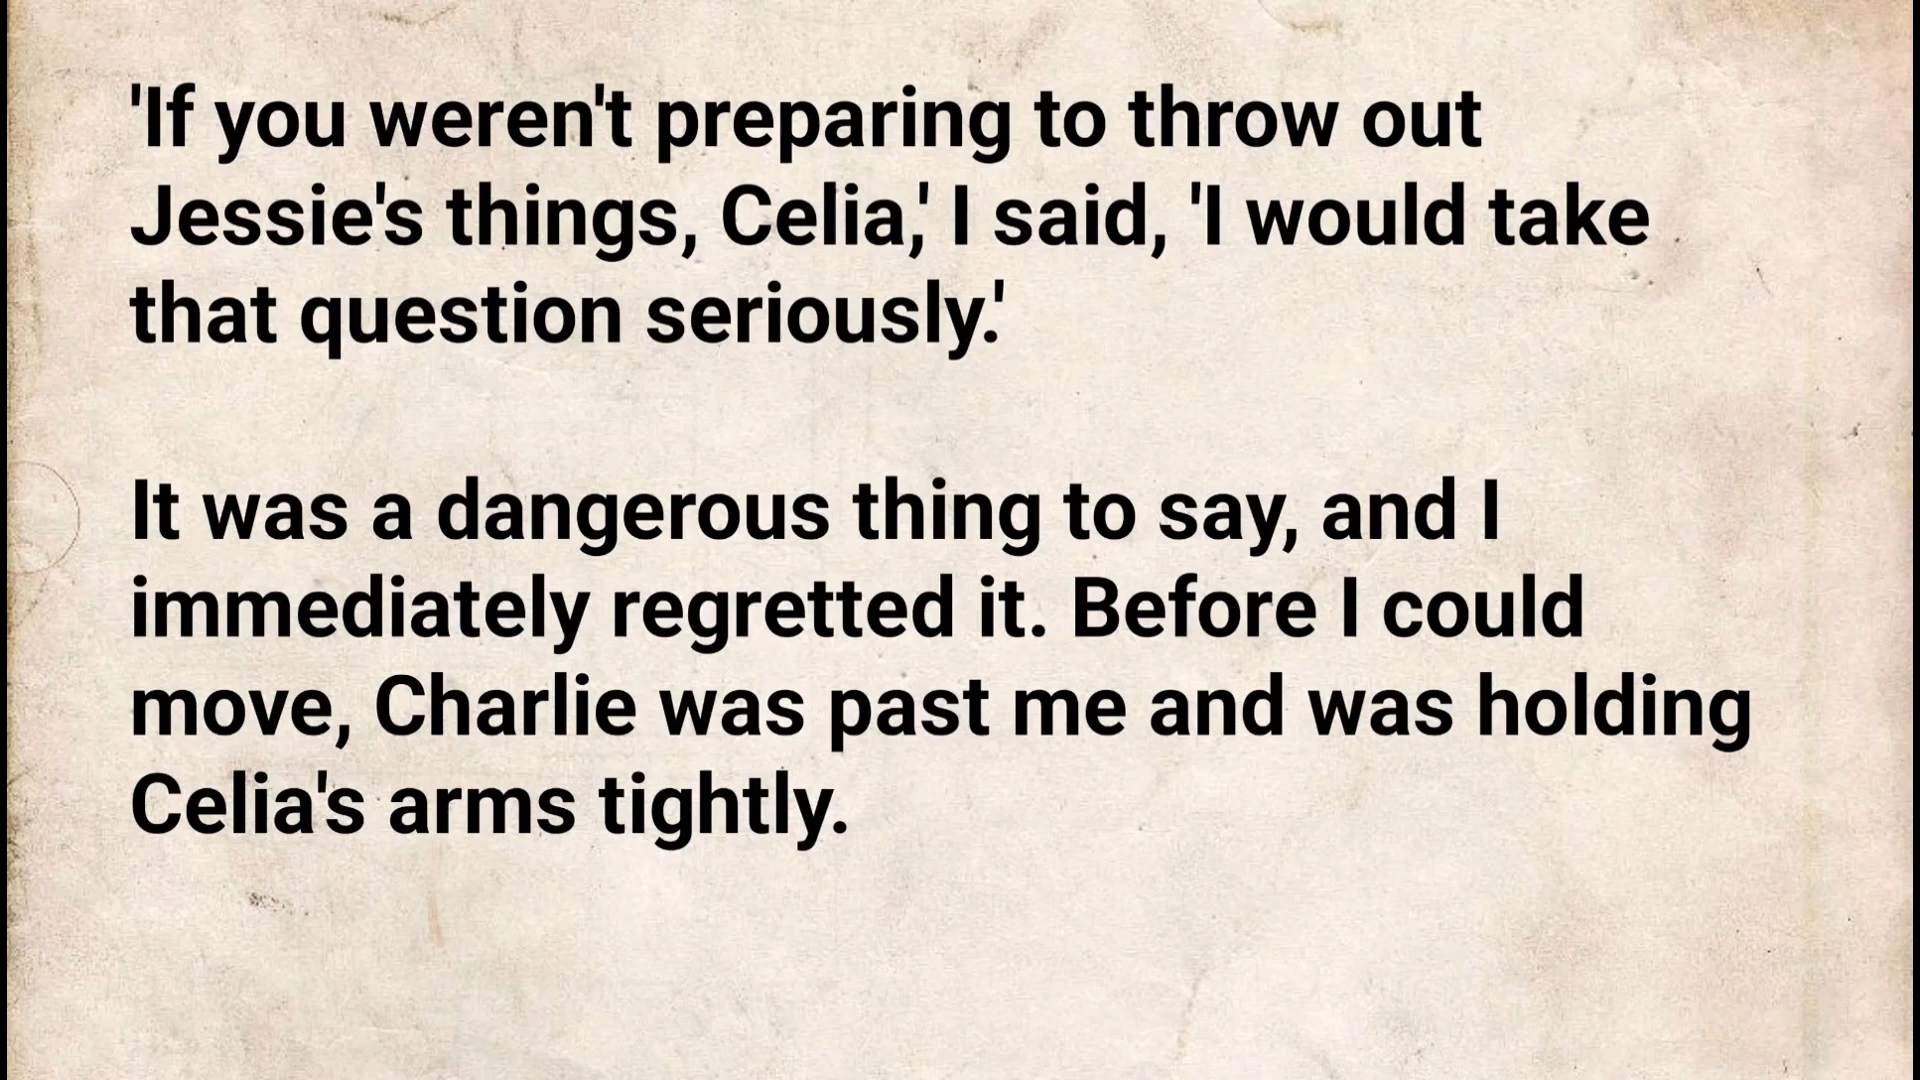 'If you weren't preparing to throw out
Jessie's things, Celia,' I said, 'I would take
that question seriously.'
It was a dangerous thing to say, and I
immediately regretted it. Before I could
move, Charlie was past me and was holding
Celia's arms tightly.